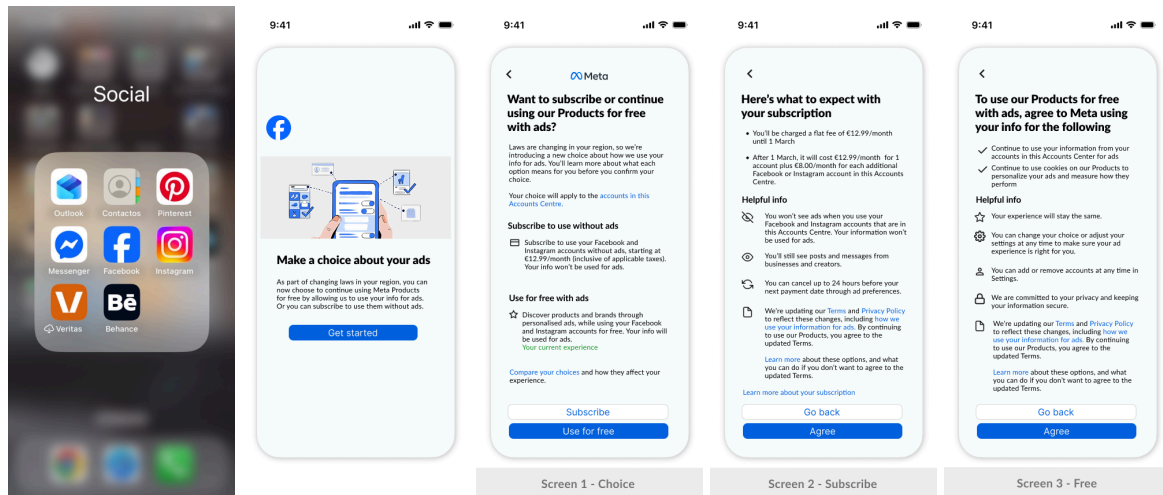 Social
Outlook
Contactos
Pinterest
Messenger
Facebook
Instagram
Veritas
Bē
Behance
9:41
Make a choice about your ads
As part of changing laws in your region, you can
now choose to continue using Meta Products
for free by allowing us to use your info for ads.
Or you can subscribe to use them without ads.
Get started
9:41
Meta
Want to subscribe or continue
using our Products for free
with ads?
Laws are changing in your region, so we're
introducing a new choice about how we use your
info for ads. You'll learn more about what each
option means for you before you confirm your
choice.
Your choice will apply to the accounts in this
Accounts Centre.
Subscribe to use without ads
Subscribe to use your Facebook and
Instagram accounts without ads, starting at
€12.99/month (inclusive of applicable taxes).
Your info won't be used for ads.
Use for free with ads
Discover products and brands through
personalised ads, while using your Facebook
and Instagram accounts for free. Your info will
be used for ads.
Your current experience
Compare your choices and how they affect your
experience.
Subscribe
Use for free
Screen 1 - Choice
9:41
Here's what to expect with
your subscription
• You'll be charged a flat fee of €12.99/month
until 1 March
• After 1 March, it will cost €12.99/month for 1
account plus €8.00/month for each additional
Facebook or Instagram account in this Accounts
Centre.
Helpful info
You won't see ads when you use your
Facebook and Instagram accounts that are in
this Accounts Centre. Your information won't
be used for ads.
You'll still see posts and messages from
businesses and creators.
You can cancel up to 24 hours before your
next payment date through ad preferences.
We're updating our Terms and Privacy Policy
to reflect these changes, including how we
use your information for ads. By continuing
to use our Products, you agree to the
updated Terms.
Learn more about these options, and what
you can do if you don't want to agree to the
updated Terms.
Learn more about your subscription
Go back
Agree
Screen 2 - Subscribe
9:41
To use our Products for free
with ads, agree to Meta using
your info for the following
Continue to use your information from your
accounts in this Accounts Center for ads
Continue to use cookies on our Products to
personalize your ads and measure how they
perform
Helpful info
Your experience will stay the same.
You can change your choice or adjust your
settings at any time to make sure your ad
experience is right for you.
You can add or remove accounts at any time in
Settings.
We are committed to your privacy and keeping
your information secure.
We're updating our Terms and Privacy Policy
to reflect these changes, including how we
use your information for ads. By continuing
to use our Products, you agree to the
updated Terms.
Learn more about these options, and what
you can do if you don't want to agree to the
updated Terms.
Go back
Agree
Screen 3 - Free